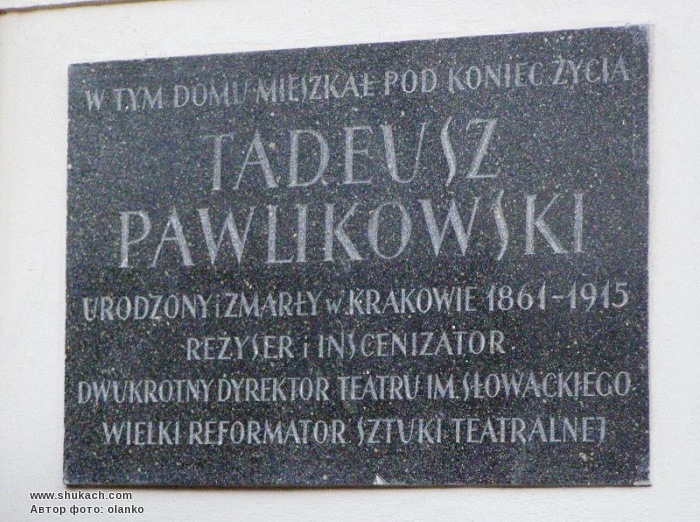 W TYM DOMU MIESZKAŁ POD KONIEC ŻYCIA
TADEUSZ
PAWLIKOWSKI
URODZONY i ZMARŁY w KRAKOWIE 1861-1915
REŻYSER i INSCENIZATOR
DWUKROTNY DYREKTOR TEATRU IM. SŁOWACKIEGO
WIELKI REFORMATOR SZTUKI TEATRALNEJ
www.shukach.com
Автор фото: olanko